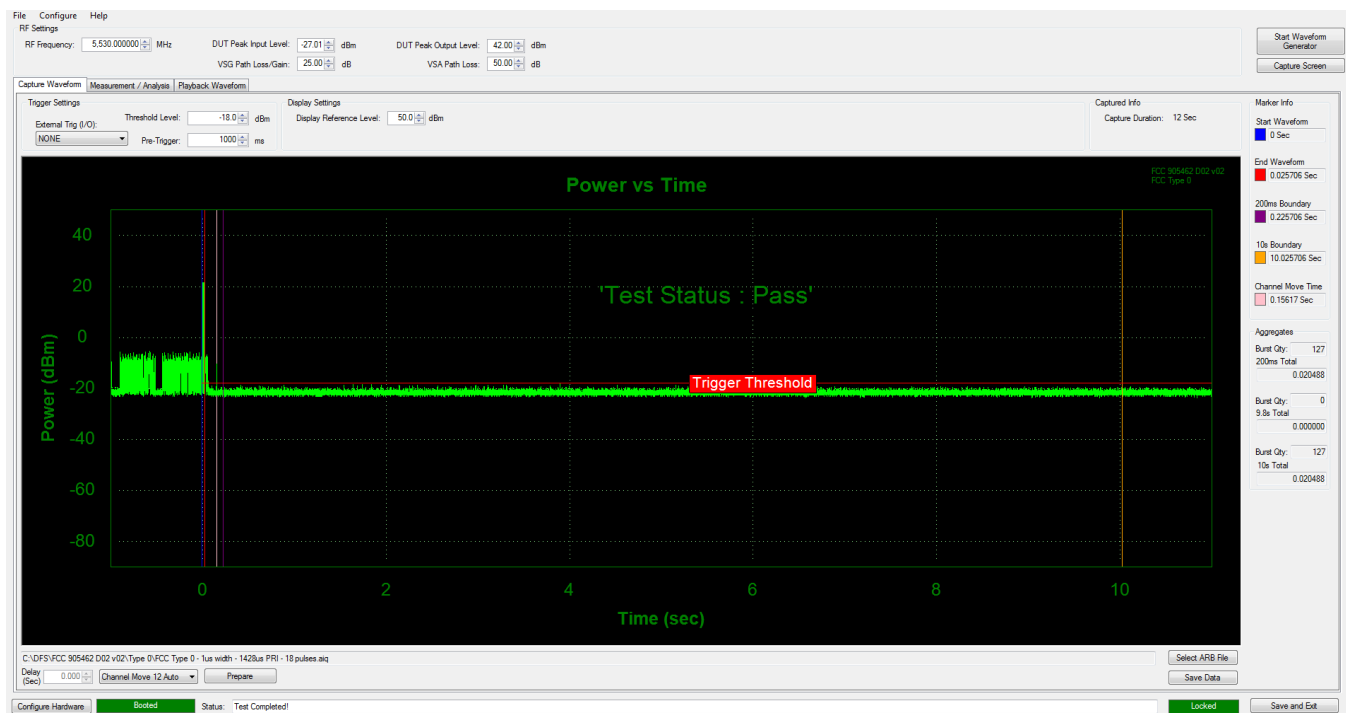 File Configure Help
RF Settings
RF Frequency: 5,530.000000 MHz DUT Peak Input Level: -27.01 dBm DUT Peak Output Level: 42.00 dBm
VSG Path Loss/Gain: 25.00 dB VSA Path Loss: 50.00 dB
Start Waveform Generator
Capture Screen
Capture Waveform Measurement / Analysis Playback Waveform
Trigger Settings
External Trig (I/O): Threshold Level: -18.0 dBm
NONE Pre-Trigger: 1000 ms
Display Settings
Display Reference Level: 50.0 dBm
Captured Info
Capture Duration: 12 Sec
Marker Info
Start Waveform
0 Sec
End Waveform
0.025706 Sec
200ms Boundary
0.225706 Sec
10s Boundary
10.025706 Sec
Channel Move Time
0.15617 Sec
Aggregates
Burst Qty: 127
200ms Total
0.020488
Burst Qty: 0
9.8s Total
0.000000
Burst Qty: 127
10s Total
0.020488
Power vs Time
FCC 905462 D02 v02
FCC Type 0
'Test Status : Pass'
Trigger Threshold
Power (dBm)
40
20
0
-20
-40
-60
-80
0 2 4 6 8 10
Time (sec)
C:\DFS\FCC 905462 D02 v02\Type 0\FCC Type 0 - 1us width - 1428us PRI - 18 pulses.aiq
Select ARB File
Delay (Sec) 0.000 Channel Move 12 Auto Prepare
Save Data
Configure Hardware Booted Status: Test Completed! Locked Save and Exit